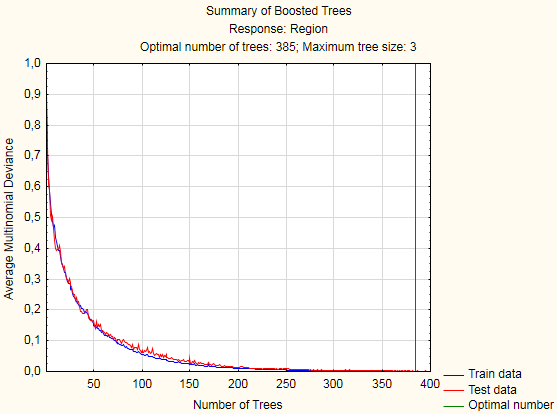 Summary of Boosted Trees
Response: Region
Optimal number of trees: 385; Maximum tree size: 3
1,0
0,9
0,8
0,7
0,6
0,5
0,4
0,3
0,2
0,1
0,0
Average Multinomial Deviance
50 100 150 200 250 300 350 400
Number of Trees
Train data
Test data
Optimal number